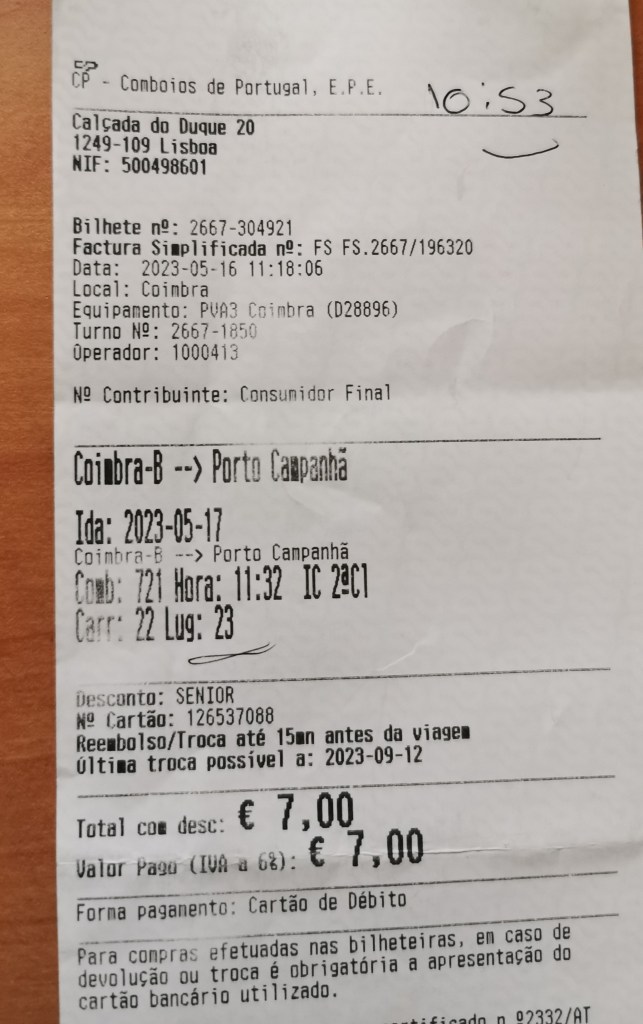 CP
CP - Comboios de Portugal, E.P.E.
10:53
Calçada do Duque 20
1249-109 Lisboa
NIF: 500498601
Bilhete nº: 2667-304921
Factura Simplificada nº: FS FS.2667/196320
Data: 2023-05-16 11:18:06
Local: Coimbra
Equipamento: PVA3 Coimbra (D28896)
Turno Nº: 2667-1850
Operador: 1000413
Nº Contribuinte: Consumidor Final
Coimbra-B --> Porto Campanhã
Ida: 2023-05-17
Coimbra-B --> Porto Campanhã
Comb: 721 Hora: 11:32 IC 2ªCl
Carr: 22 Lug: 23
Desconto: SENIOR
Nº Cartão: 126537088
Reembolso/Troca até 15mn antes da viagem
Última troca possível a: 2023-09-12
Total com desc: € 7,00
Valor Pago (IVA a 6%): € 7,00
Forma pagamento: Cartão de Débito
Para compras efetuadas nas bilheteiras, em caso de
devolução ou troca é obrigatória a apresentação do
cartão bancário utilizado.
n º2332/AT